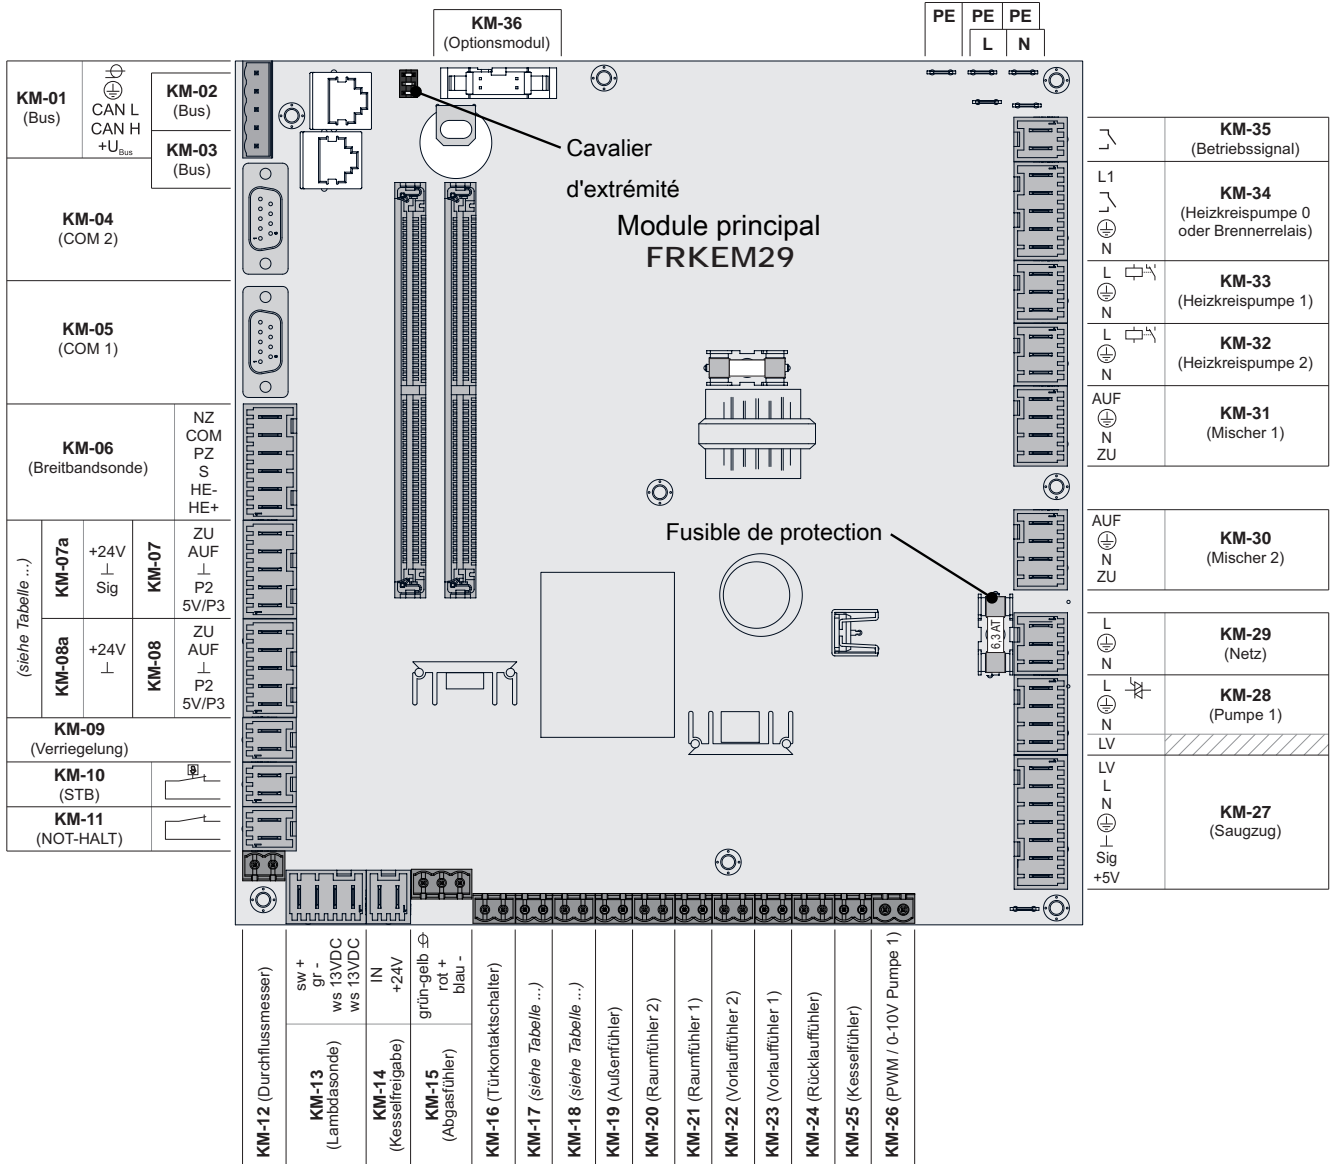 KM-36
(Optionsmodul)
PE PE PE
L N
KM-01
(Bus)
CAN L
CAN H
+UBus
KM-02
(Bus)
KM-03
(Bus)
KM-04
(COM 2)
KM-05
(COM 1)
KM-06
(Breitbandsonde)
NZ
COM
PZ
S
HE-
HE+
(siehe Tabelle ...)
KM-07a
+24V
⊥
Sig
KM-07
ZU
AUF
⊥
P2
5V/P3
KM-08a
+24V
⊥
KM-08
ZU
AUF
⊥
P2
5V/P3
KM-09
(Verriegelung)
KM-10
(STB)
KM-11
(NOT-HALT)
Cavalier
d'extrémité
Module principal
FRKEM29
Fusible de protection
6,3 AT
KM-35
(Betriebssignal)
L1
N
KM-34
(Heizkreispumpe 0
oder Brennerrelais)
L
N
KM-33
(Heizkreispumpe 1)
L
N
KM-32
(Heizkreispumpe 2)
AUF
N
ZU
KM-31
(Mischer 1)
AUF
N
ZU
KM-30
(Mischer 2)
L
N
KM-29
(Netz)
L
N
LV
KM-28
(Pumpe 1)
LV
L
N
⊥
Sig
+5V
KM-27
(Saugzug)
KM-12 (Durchflussmesser)
sw +
gr -
ws 13VDC
ws 13VDC
KM-13
(Lambdasonde)
IN
+24V
KM-14
(Kesselfreigabe)
grün-gelb
rot +
blau -
KM-15
(Abgasfühler)
KM-16 (Türkontaktschalter)
KM-17 (siehe Tabelle ...)
KM-18 (siehe Tabelle ...)
KM-19 (Außenfühler)
KM-20 (Raumfühler 2)
KM-21 (Raumfühler 1)
KM-22 (Vorlauffühler 2)
KM-23 (Vorlauffühler 1)
KM-24 (Rücklauffühler)
KM-25 (Kesselfühler)
KM-26 (PWM / 0-10V Pumpe 1)